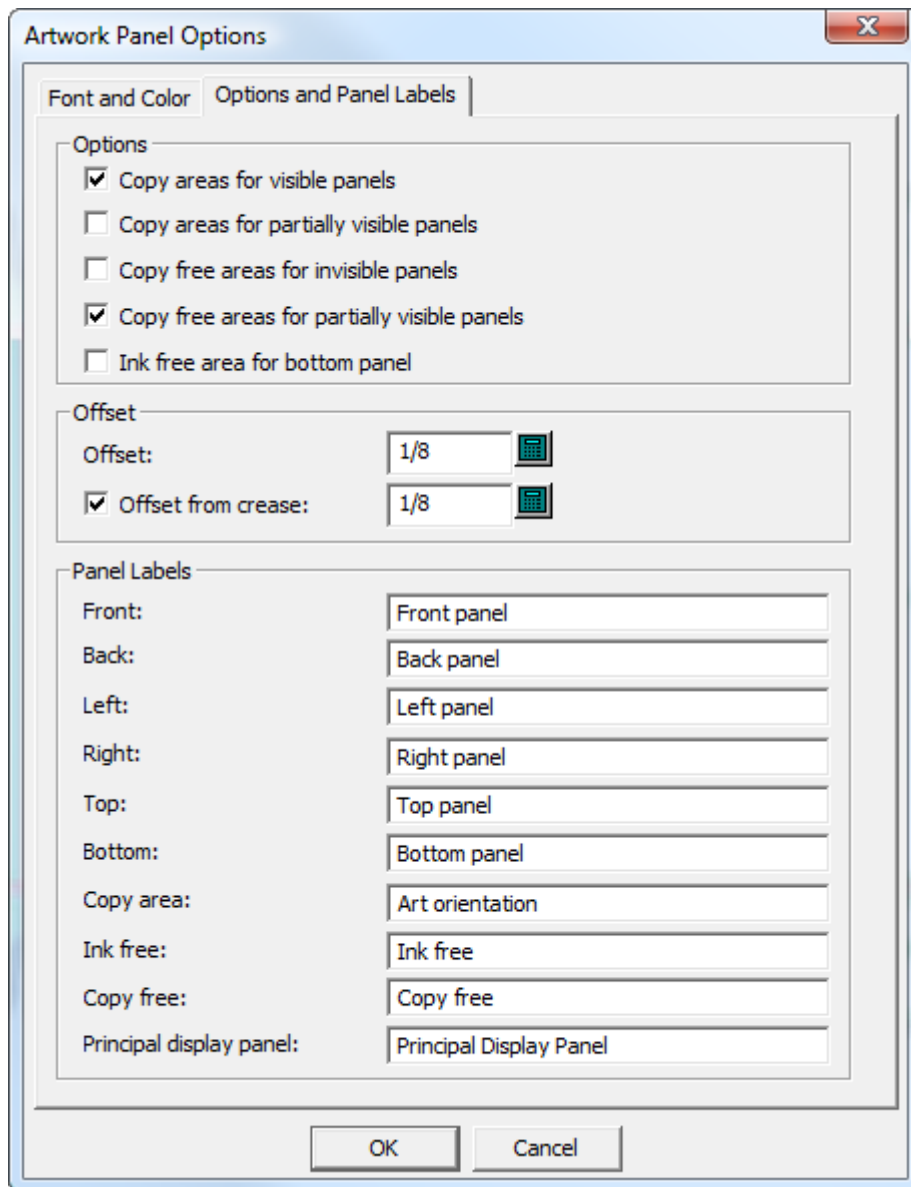 Artwork Panel Options
Font and Color Options and Panel Labels
Options
Copy areas for visible panels
Copy areas for partially visible panels
Copy free areas for invisible panels
Copy free areas for partially visible panels
Ink free area for bottom panel
Offset
Offset: 1/8
Offset from crease: 1/8
Panel Labels
Front: Front panel
Back: Back panel
Left: Left panel
Right: Right panel
Top: Top panel
Bottom: Bottom panel
Copy area: Art orientation
Ink free: Ink free
Copy free: Copy free
Principal display panel: Principal Display Panel
OK Cancel